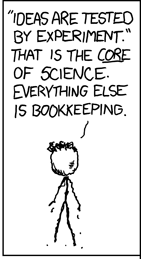 "IDEAS ARE TESTED
BY EXPERIMENT."
THAT IS THE CORE
OF SCIENCE.
EVERYTHING ELSE
IS BOOKKEEPING.